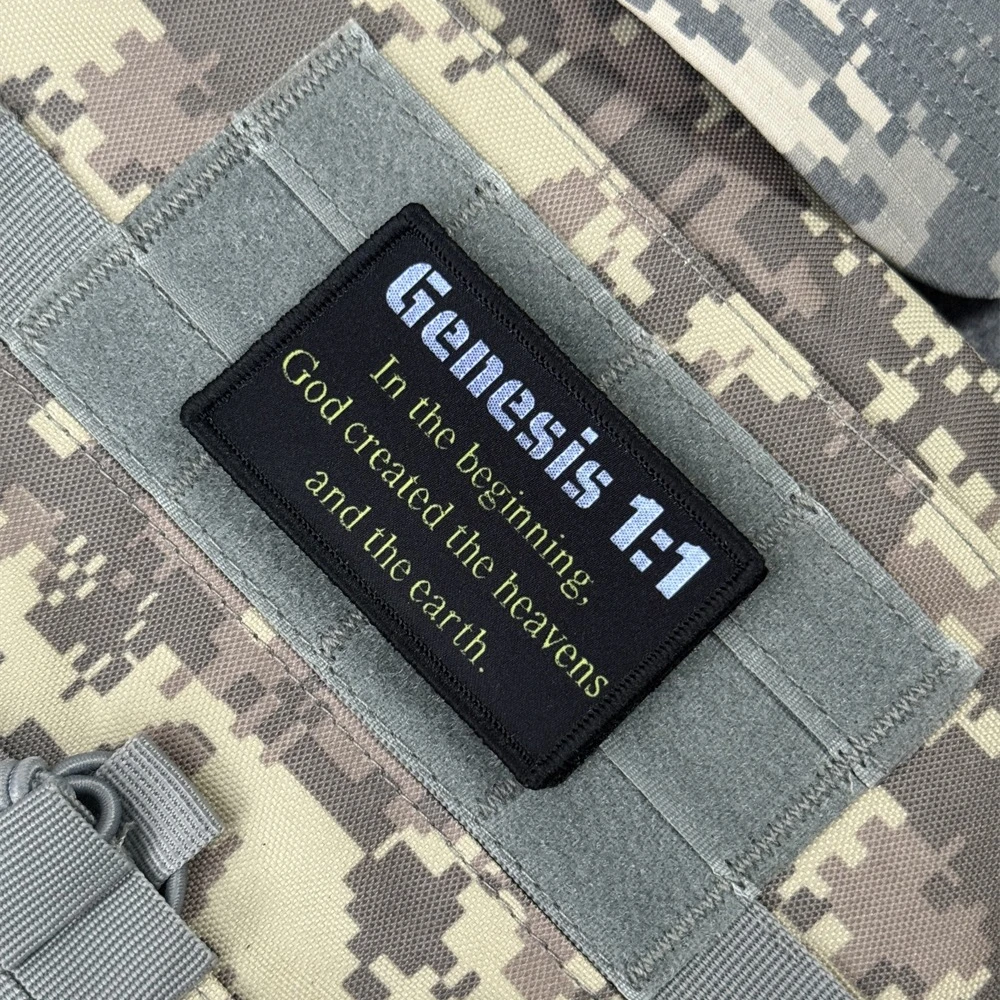 Genesis 1:1
In the beginning,
God created the heavens
and the earth.